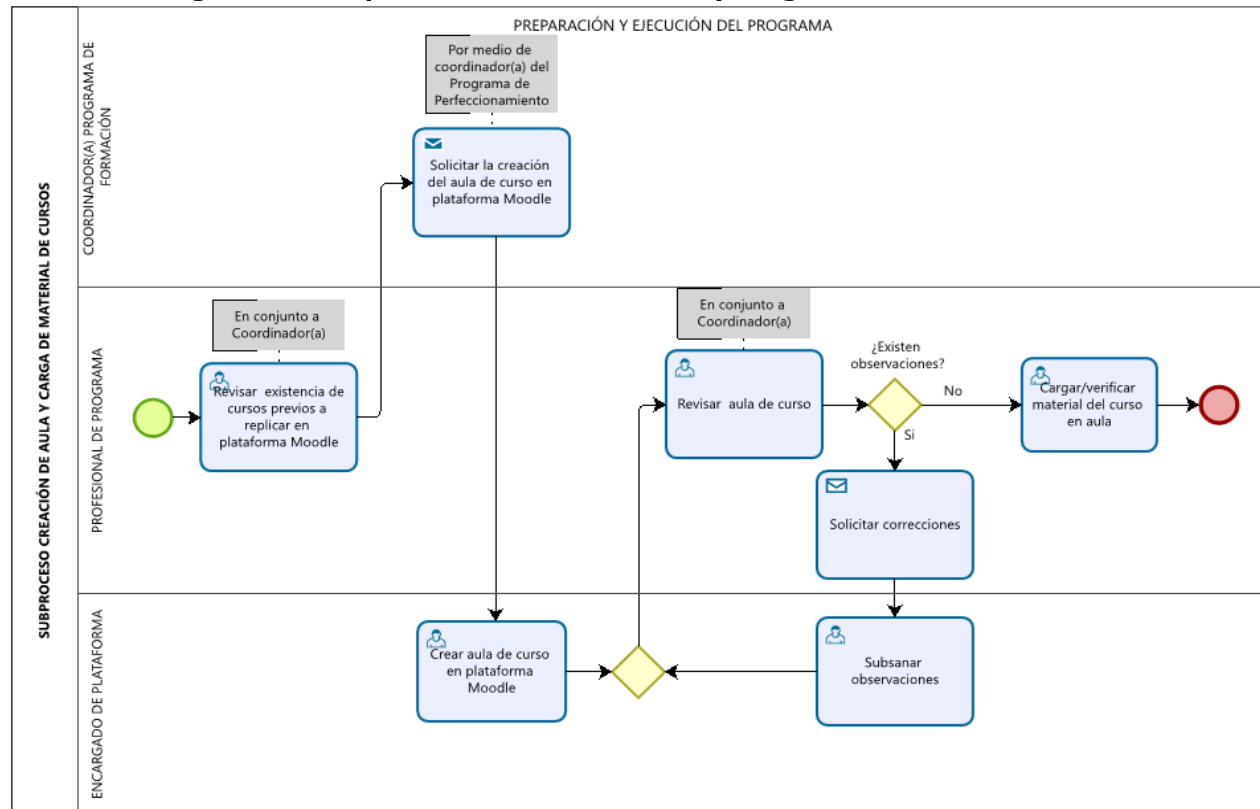 PREPARACIÓN Y EJECUCIÓN DEL PROGRAMA
SUBPROCESO CREACIÓN DE AULA Y CARGA DE MATERIAL DE CURSOS
COORDINADOR(A) PROGRAMA DE
FORMACIÓN
Por medio de
coordinador(a) del
Programa de
Perfeccionamiento
Solicitar la creación
del aula de curso en
plataforma Moodle
PROFESIONAL DE PROGRAMA
En conjunto a
Coordinador(a)
Revisar existencia de
cursos previos a
replicar en
plataforma Moodle
En conjunto a
Coordinador(a)
Revisar aula de curso
¿Existen
observaciones?
No
Si
Cargar/verificar
material del curso
en aula
Solicitar correcciones
ENCARGADO DE PLATAFORMA
Crear aula de curso
en plataforma
Moodle
Subsanar
observaciones